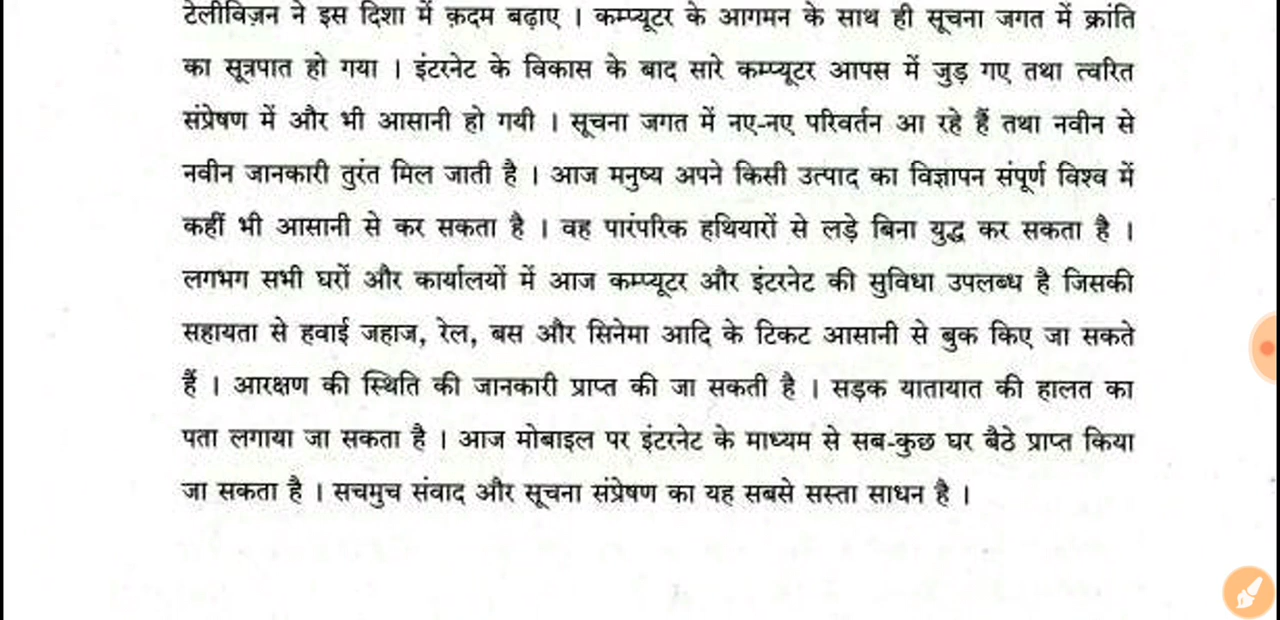 टेलीविज़न ने इस दिशा में क़दम बढ़ाए । कम्प्यूटर के आगमन के साथ ही सूचना जगत में क्रांति
का सूत्रपात हो गया । इंटरनेट के विकास के बाद सारे कम्प्यूटर आपस में जुड़ गए तथा त्वरित
संप्रेषण में और भी आसानी हो गयी । सूचना जगत में नए-नए परिवर्तन आ रहे हैं तथा नवीन से
नवीन जानकारी तुरंत मिल जाती है । आज मनुष्य अपने किसी उत्पाद का विज्ञापन संपूर्ण विश्व में
कहीं भी आसानी से कर सकता है । वह पारंपरिक हथियारों से लड़े बिना युद्ध कर सकता है ।
लगभग सभी घरों और कार्यालयों में आज कम्प्यूटर और इंटरनेट की सुविधा उपलब्ध है जिसकी
सहायता से हवाई जहाज, रेल, बस और सिनेमा आदि के टिकट आसानी से बुक किए जा सकते
हैं । आरक्षण की स्थिति की जानकारी प्राप्त की जा सकती है । सड़क यातायात की हालत का
पता लगाया जा सकता है । आज मोबाइल पर इंटरनेट के माध्यम से सब-कुछ घर बैठे प्राप्त किया
जा सकता है । सचमुच संवाद और सूचना संप्रेषण का यह सबसे सस्ता साधन है ।